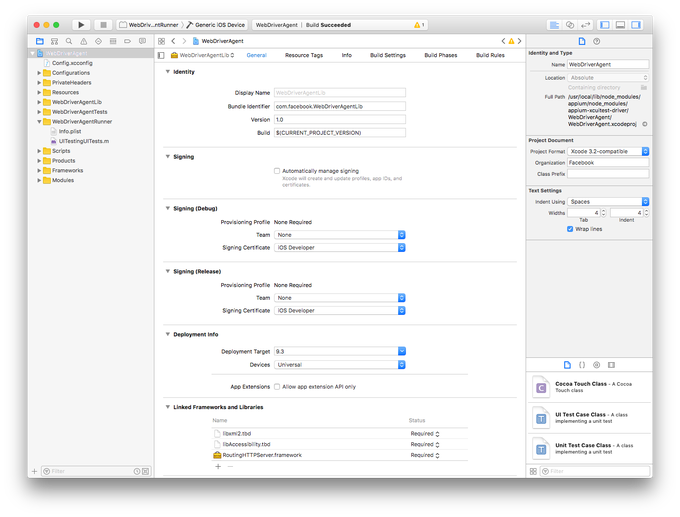 WebDriv...ntRunner
Generic iOS Device
WebDriverAgent | Build Succeeded
1
WebDriverAgent
WebDriverAgent
WebDriverAgentLib
General
Resource Tags
Info
Build Settings
Build Phases
Build Rules
Config.xcconfig
Configurations
PrivateHeaders
Resources
WebDriverAgentLib
WebDriverAgentTests
WebDriverAgentRunner
Info.plist
UITestingUITests.m
Scripts
Products
Frameworks
Modules
Filter
Identity
Display Name WebDriverAgentLib
Bundle Identifier com.facebook.WebDriverAgentLib
Version 1.0
Build $(CURRENT_PROJECT_VERSION)
Signing
Automatically manage signing
Xcode will create and update profiles, app IDs, and
certificates.
Signing (Debug)
Provisioning Profile None Required
Team None
Signing Certificate iOS Developer
Signing (Release)
Provisioning Profile None Required
Team None
Signing Certificate iOS Developer
Deployment Info
Deployment Target 9.3
Devices Universal
App Extensions Allow app extension API only
Linked Frameworks and Libraries
Name Status
libxml2.tbd Required
libAccessibility.tbd Required
RoutingHTTPServer.framework Required
Identity and Type
Name WebDriverAgent
Location Absolute
Containing directory
Full Path /usr/local/lib/node_modules/
appium/node_modules/
appium-xcuitest-driver/
WebDriverAgent/
WebDriverAgent.xcodeproj
Project Document
Project Format Xcode 3.2-compatible
Organization Facebook
Class Prefix
Text Settings
Indent Using Spaces
Widths 4 4
Tab Indent
Wrap lines
Cocoa Touch Class - A Cocoa
Touch class
UI Test Case Class - A class
implementing a unit test
Unit Test Case Class - A class
implementing a unit test
Filter